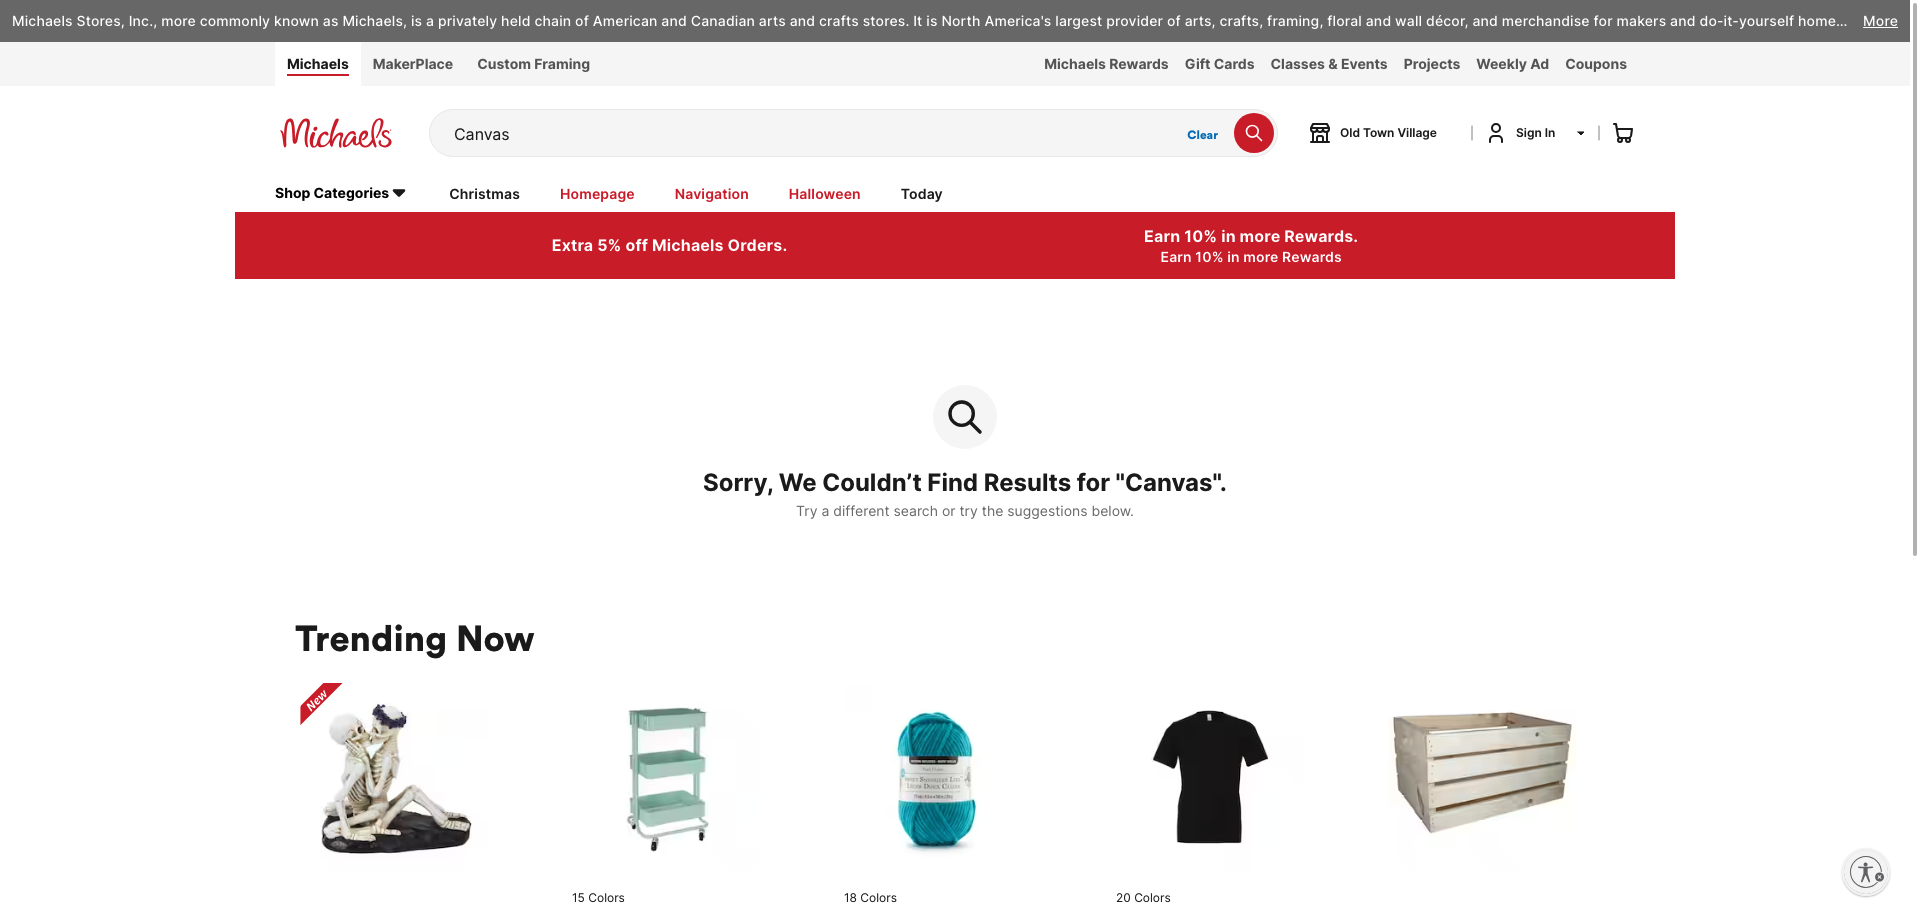 Michaels Stores, Inc., more commonly known as Michaels, is a privately held chain of American and Canadian arts and crafts stores. It is North America's largest provider of arts, crafts, framing, floral and wall décor, and merchandise for makers and do-it-yourself home... More
Michaels MakerPlace Custom Framing Michaels Rewards Gift Cards Classes & Events Projects Weekly Ad Coupons
Michaels Canvas Clear Old Town Village Sign In
Shop Categories Christmas Homepage Navigation Halloween Today
Extra 5% off Michaels Orders.
Earn 10% in more Rewards.
Earn 10% in more Rewards
Sorry, We Couldn’t Find Results for "Canvas".
Try a different search or try the suggestions below.
Trending Now
New
15 Colors 18 Colors 20 Colors